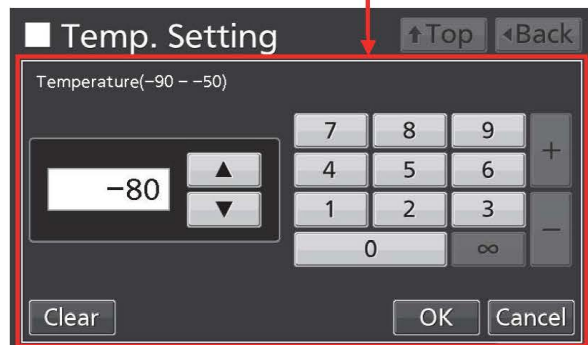 Temp. Setting
↑Top
◂Back
Temperature(−90 – −50)
−80
▲
▼
7 8 9 +
4 5 6
1 2 3 −
0 ∞
Clear
OK
Cancel